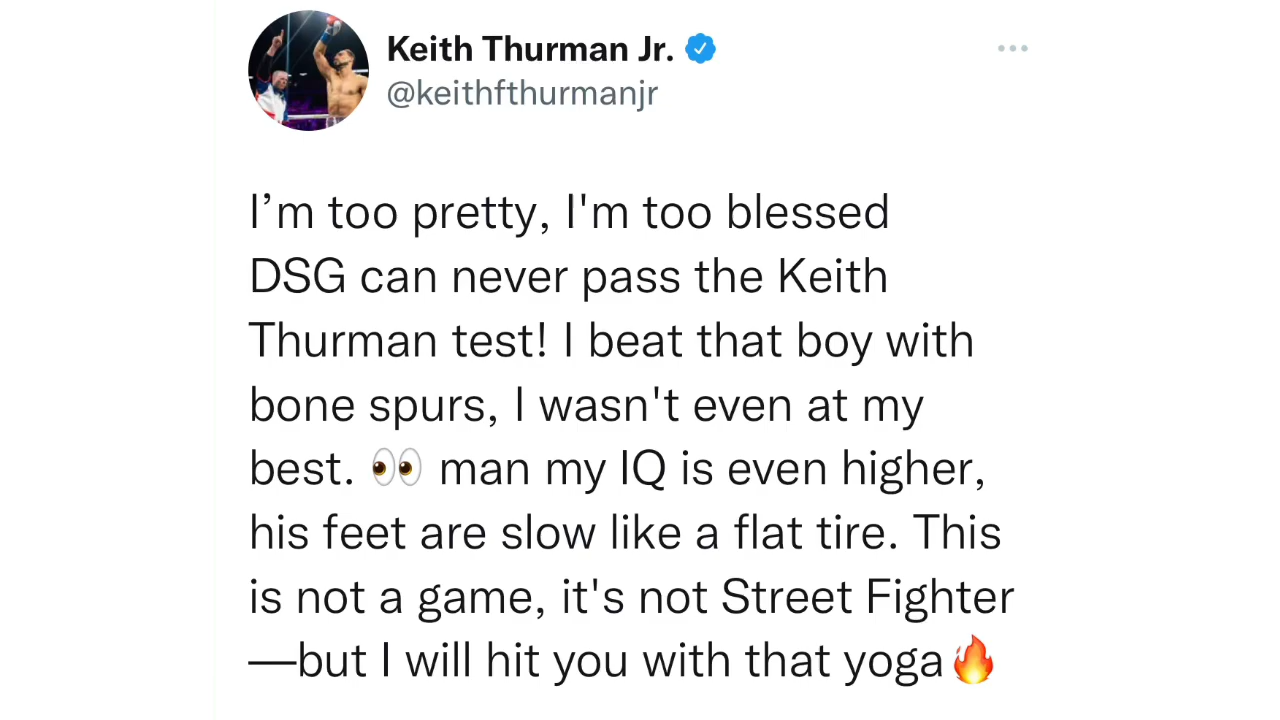 Keith Thurman Jr.
@keithfthurmanjr
I’m too pretty, I'm too blessed
DSG can never pass the Keith
Thurman test! I beat that boy with
bone spurs, I wasn't even at my
best. 👀 man my IQ is even higher,
his feet are slow like a flat tire. This
is not a game, it's not Street Fighter
—but I will hit you with that yoga🔥